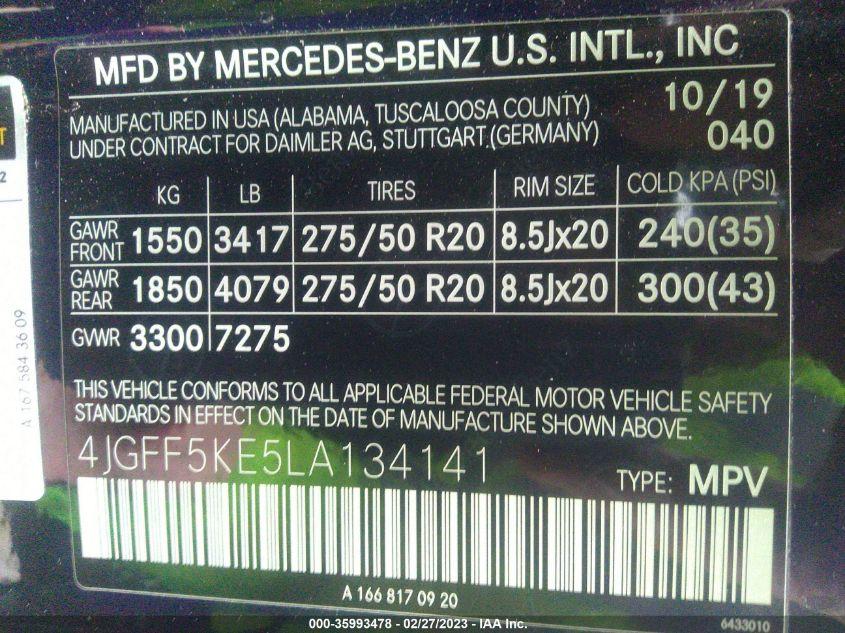 MFD BY MERCEDES-BENZ U.S. INTL., INC
MANUFACTURED IN USA (ALABAMA, TUSCALOOSA COUNTY) 10/19
UNDER CONTRACT FOR DAIMLER AG, STUTTGART (GERMANY) 040
KG LB TIRES RIM SIZE COLD KPA (PSI)
GAWR FRONT 1550 3417 275/50 R20 8.5Jx20 240(35)
GAWR REAR 1850 4079 275/50 R20 8.5Jx20 300(43)
GVWR 3300 7275
THIS VEHICLE CONFORMS TO ALL APPLICABLE FEDERAL MOTOR VEHICLE SAFETY
STANDARDS IN EFFECT ON THE DATE OF MANUFACTURE SHOWN ABOVE.
4JGFF5KE5LA134141
TYPE: MPV
A 166 817 09 20
6433010
A 167 584 36 09
T
2
000-35993478 - 02/27/2023 - IAA Inc.